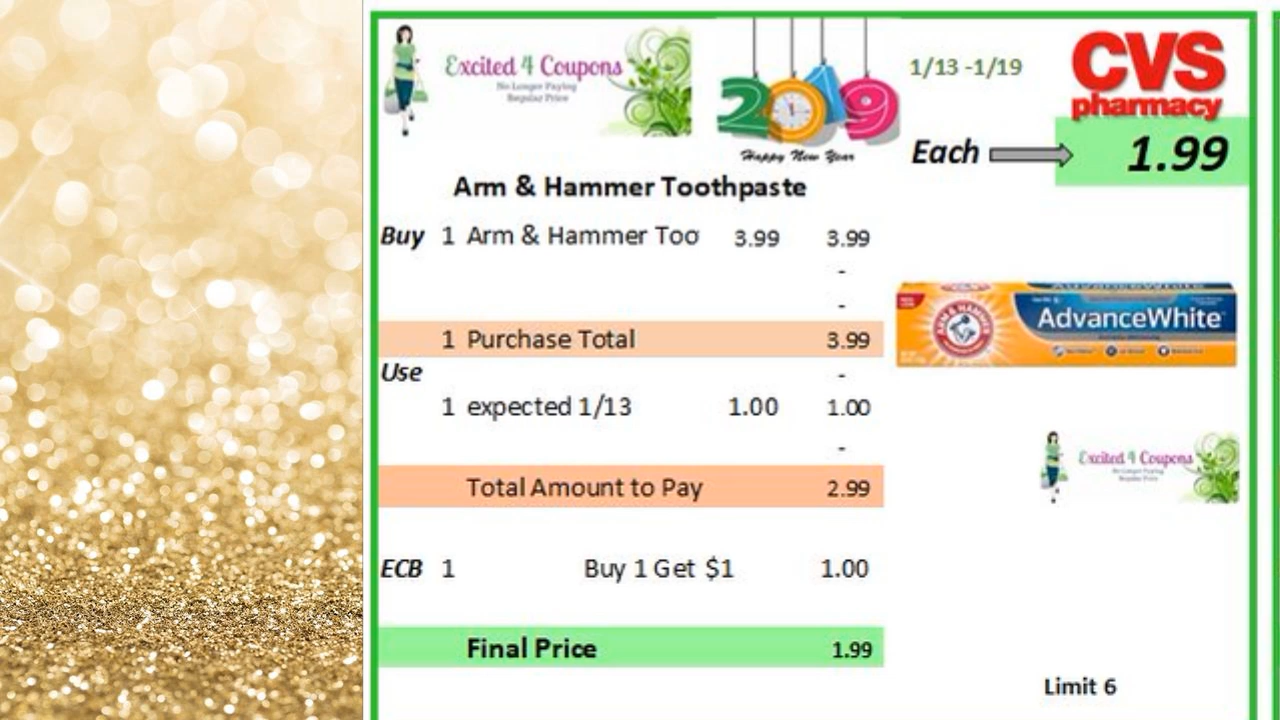 Excited 4 Coupons
No Longer Paying
Regular Price
2019
Happy New Year
1/13 -1/19
CVS
pharmacy
Each 1.99
Arm & Hammer Toothpaste
Buy 1 Arm & Hammer Too 3.99 3.99
-
-
1 Purchase Total 3.99
Use -
1 expected 1/13 1.00 1.00
-
Total Amount to Pay 2.99
ECB 1 Buy 1 Get $1 1.00
Final Price 1.99
ARM & HAMMER
AdvanceWhite
Excited 4 Coupons
No Longer Paying
Regular Price
Limit 6